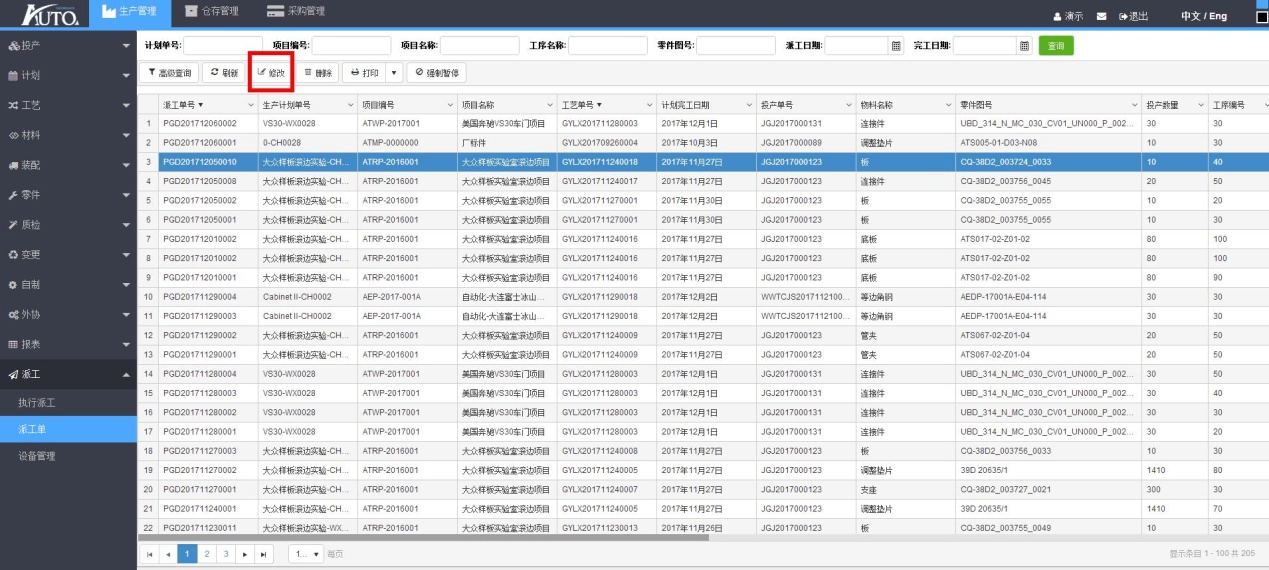 AUTO. 生产管理 仓存管理 采购管理 演示 退出 中文 / Eng
投产
计划
工艺
材料
装配
零件
质检
变更
自制
外协
报表
派工
执行派工
派工单
设备管理
计划单号: 项目编号: 项目名称: 工序名称: 零件图号: 派工日期: 完工日期: 查询
高级查询 刷新 修改 删除 打印 强制暂停
派工单号 生产计划单号 项目编号 项目名称 工艺单号 计划完工日期 投产单号 物料名称 零件图号 投产数量 工序编号
1 PGD201712060002 VS30-WX0028 ATWP-2017001 美国奔驰VS30车门项目 GYLX201711280003 2017年12月1日 JGJ2017000131 连接件 UBD_314_N_MC_030_CV01_UN000_P_002... 30 30
2 PGD201712060001 0-CH0028 ATMP-0000000 厂标件 GYLX201709260004 2017年10月3日 JGJ2017000089 调整垫片 ATS005-01-D03-N08 10 30
3 PGD201712050010 大众样板滚边实验-CH... ATRP-2016001 大众样板实验室滚边项目 GYLX201711240018 2017年11月27日 JGJ2017000123 板 CQ-38D2_003724_0033 10 40
4 PGD201712050008 大众样板滚边实验-CH... ATRP-2016001 大众样板实验室滚边项目 GYLX201711240017 2017年11月27日 JGJ2017000123 连接件 CQ-38D2_003756_0045 20 50
5 PGD201712050002 大众样板滚边实验-CH... ATRP-2016001 大众样板实验室滚边项目 GYLX201711270001 2017年11月30日 JGJ2017000123 板 CQ-38D2_003755_0055 10 20
6 PGD201712050001 大众样板滚边实验-CH... ATRP-2016001 大众样板实验室滚边项目 GYLX201711270001 2017年11月30日 JGJ2017000123 板 CQ-38D2_003755_0055 10 30
7 PGD201712010002 大众样板滚边实验-CH... ATRP-2016001 大众样板实验室滚边项目 GYLX201711240016 2017年11月27日 JGJ2017000123 底板 ATS017-02-Z01-02 80 100
8 PGD201712010002 大众样板滚边实验-CH... ATRP-2016001 大众样板实验室滚边项目 GYLX201711240016 2017年11月27日 JGJ2017000123 底板 ATS017-02-Z01-02 80 100
9 PGD201712010001 大众样板滚边实验-CH... ATRP-2016001 大众样板实验室滚边项目 GYLX201711240016 2017年11月27日 JGJ2017000123 底板 ATS017-02-Z01-02 80 90
10 PGD201711290004 Cabinet II-CH0002 AEP-2017-001A 自动化-大连富士冰山... GYLX201711290018 2017年12月2日 WWTCJS2017112100... 等边角钢 AEDP-17001A-E04-114 30 30
11 PGD201711290003 Cabinet II-CH0002 AEP-2017-001A 自动化-大连富士冰山... GYLX201711290018 2017年12月2日 WWTCJS2017112100... 等边角钢 AEDP-17001A-E04-114 30 30
12 PGD201711290002 大众样板滚边实验-CH... ATRP-2016001 大众样板实验室滚边项目 GYLX201711240009 2017年11月27日 JGJ2017000123 管夹 ATS067-02-Z01-04 20 50
13 PGD201711290001 大众样板滚边实验-CH... ATRP-2016001 大众样板实验室滚边项目 GYLX201711240009 2017年11月27日 JGJ2017000123 管夹 ATS067-02-Z01-04 20 50
14 PGD201711280004 VS30-WX0028 ATWP-2017001 美国奔驰VS30车门项目 GYLX201711280003 2017年12月1日 JGJ2017000131 连接件 UBD_314_N_MC_030_CV01_UN000_P_002... 30 50
15 PGD201711280003 VS30-WX0028 ATWP-2017001 美国奔驰VS30车门项目 GYLX201711280003 2017年12月1日 JGJ2017000131 连接件 UBD_314_N_MC_030_CV01_UN000_P_002... 30 40
16 PGD201711280002 VS30-WX0028 ATWP-2017001 美国奔驰VS30车门项目 GYLX201711280003 2017年12月1日 JGJ2017000131 连接件 UBD_314_N_MC_030_CV01_UN000_P_002... 30 30
17 PGD201711280001 VS30-WX0028 ATWP-2017001 美国奔驰VS30车门项目 GYLX201711280003 2017年12月1日 JGJ2017000131 连接件 UBD_314_N_MC_030_CV01_UN000_P_002... 30 20
18 PGD201711270003 大众样板滚边实验-CH... ATRP-2016001 大众样板实验室滚边项目 GYLX201711240008 2017年11月27日 JGJ2017000123 板 CQ-38D2_003756_0033 10 30
19 PGD201711270002 大众样板滚边实验-CH... ATRP-2016001 大众样板实验室滚边项目 GYLX201711240005 2017年11月27日 JGJ2017000123 调整垫片 39D 20635/1 1410 80
20 PGD201711270001 大众样板滚边实验-CH... ATRP-2016001 大众样板实验室滚边项目 GYLX201711240007 2017年11月27日 JGJ2017000123 支座 CQ-38D2_003727_0021 300 30
21 PGD201711240001 大众样板滚边实验-CH... ATRP-2016001 大众样板实验室滚边项目 GYLX201711240005 2017年11月27日 JGJ2017000123 调整垫片 39D 20635/1 1410 70
22 PGD201711230011 大众样板滚边实验-WX... ATRP-2016001 大众样板实验室滚边项目 GYLX201711230013 2017年11月26日 JGJ2017000123 板 CQ-38D2_003755_0049 10 30
1 2 3 1... 每页 显示条目 1 - 100 共 205